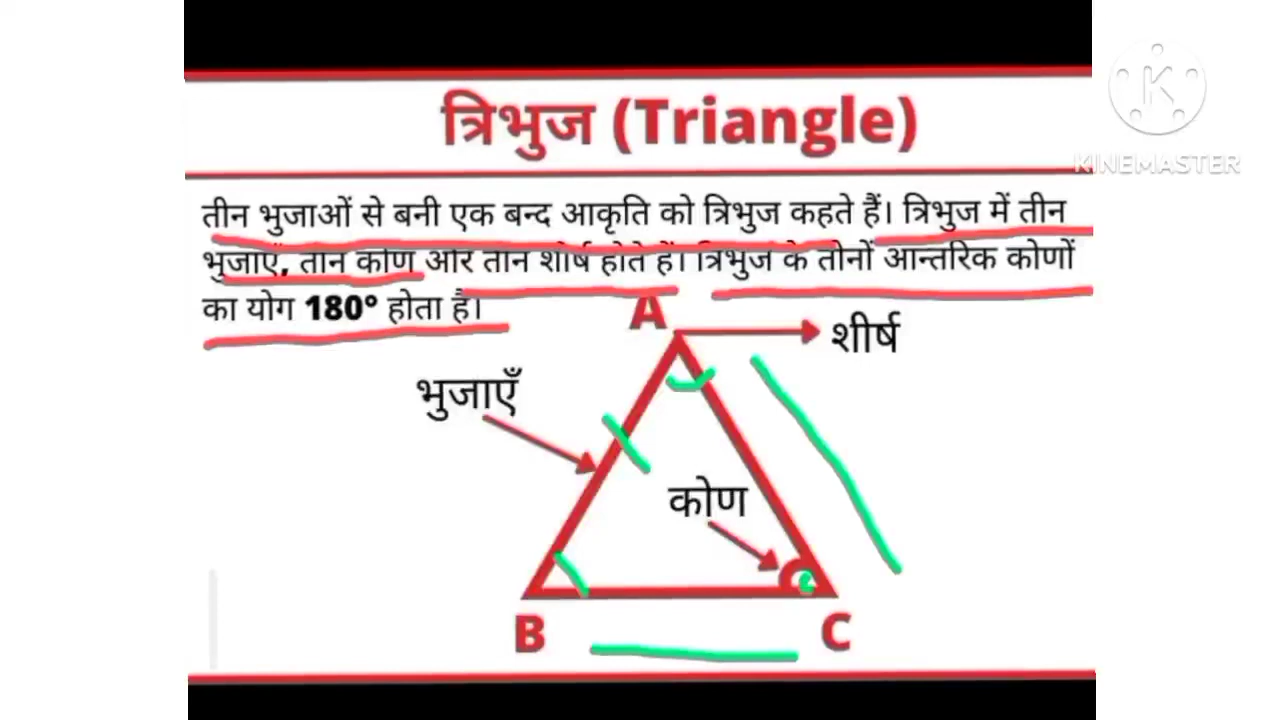 त्रिभुज (Triangle)
KINEMASTER
तीन भुजाओं से बनी एक बन्द आकृति को त्रिभुज कहते हैं। त्रिभुज में तीन
भुजाएँ, तीन कोण और तीन शीर्ष होते हैं। त्रिभुज के तीनों आन्तरिक कोणों
का योग 180° होता है।
A
शीर्ष
भुजाएँ
कोण
B
C